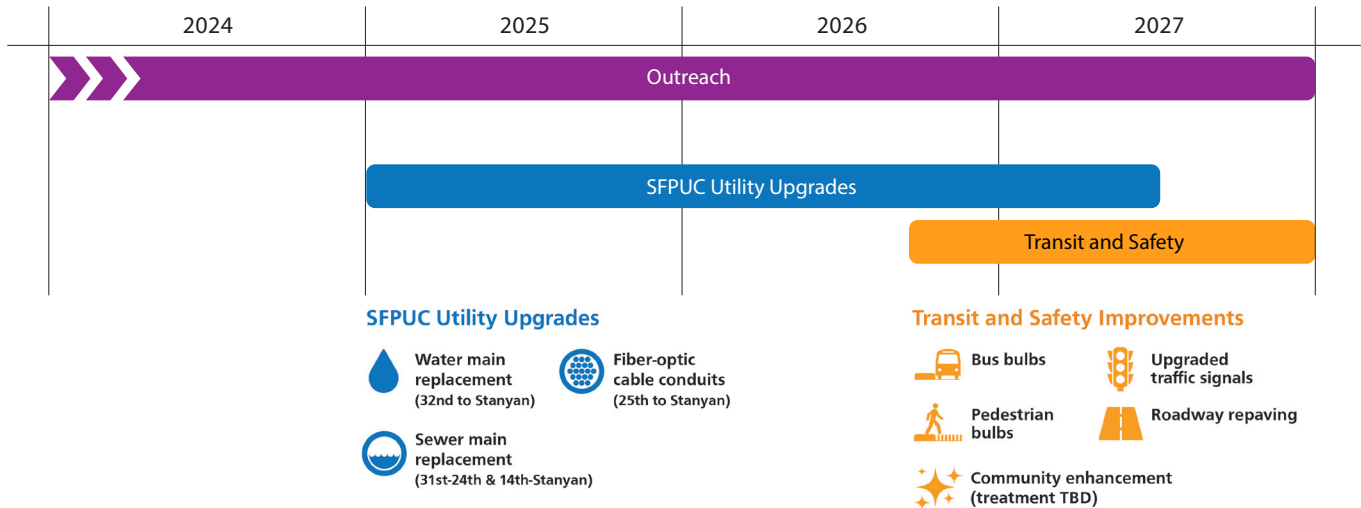 2024 2025 2026 2027
Outreach
SFPUC Utility Upgrades
Transit and Safety
SFPUC Utility Upgrades
Water main
replacement
(32nd to Stanyan)
Fiber-optic
cable conduits
(25th to Stanyan)
Sewer main
replacement
(31st-24th & 14th-Stanyan)
Transit and Safety Improvements
Bus bulbs
Upgraded
traffic signals
Pedestrian
bulbs
Roadway repaving
Community enhancement
(treatment TBD)